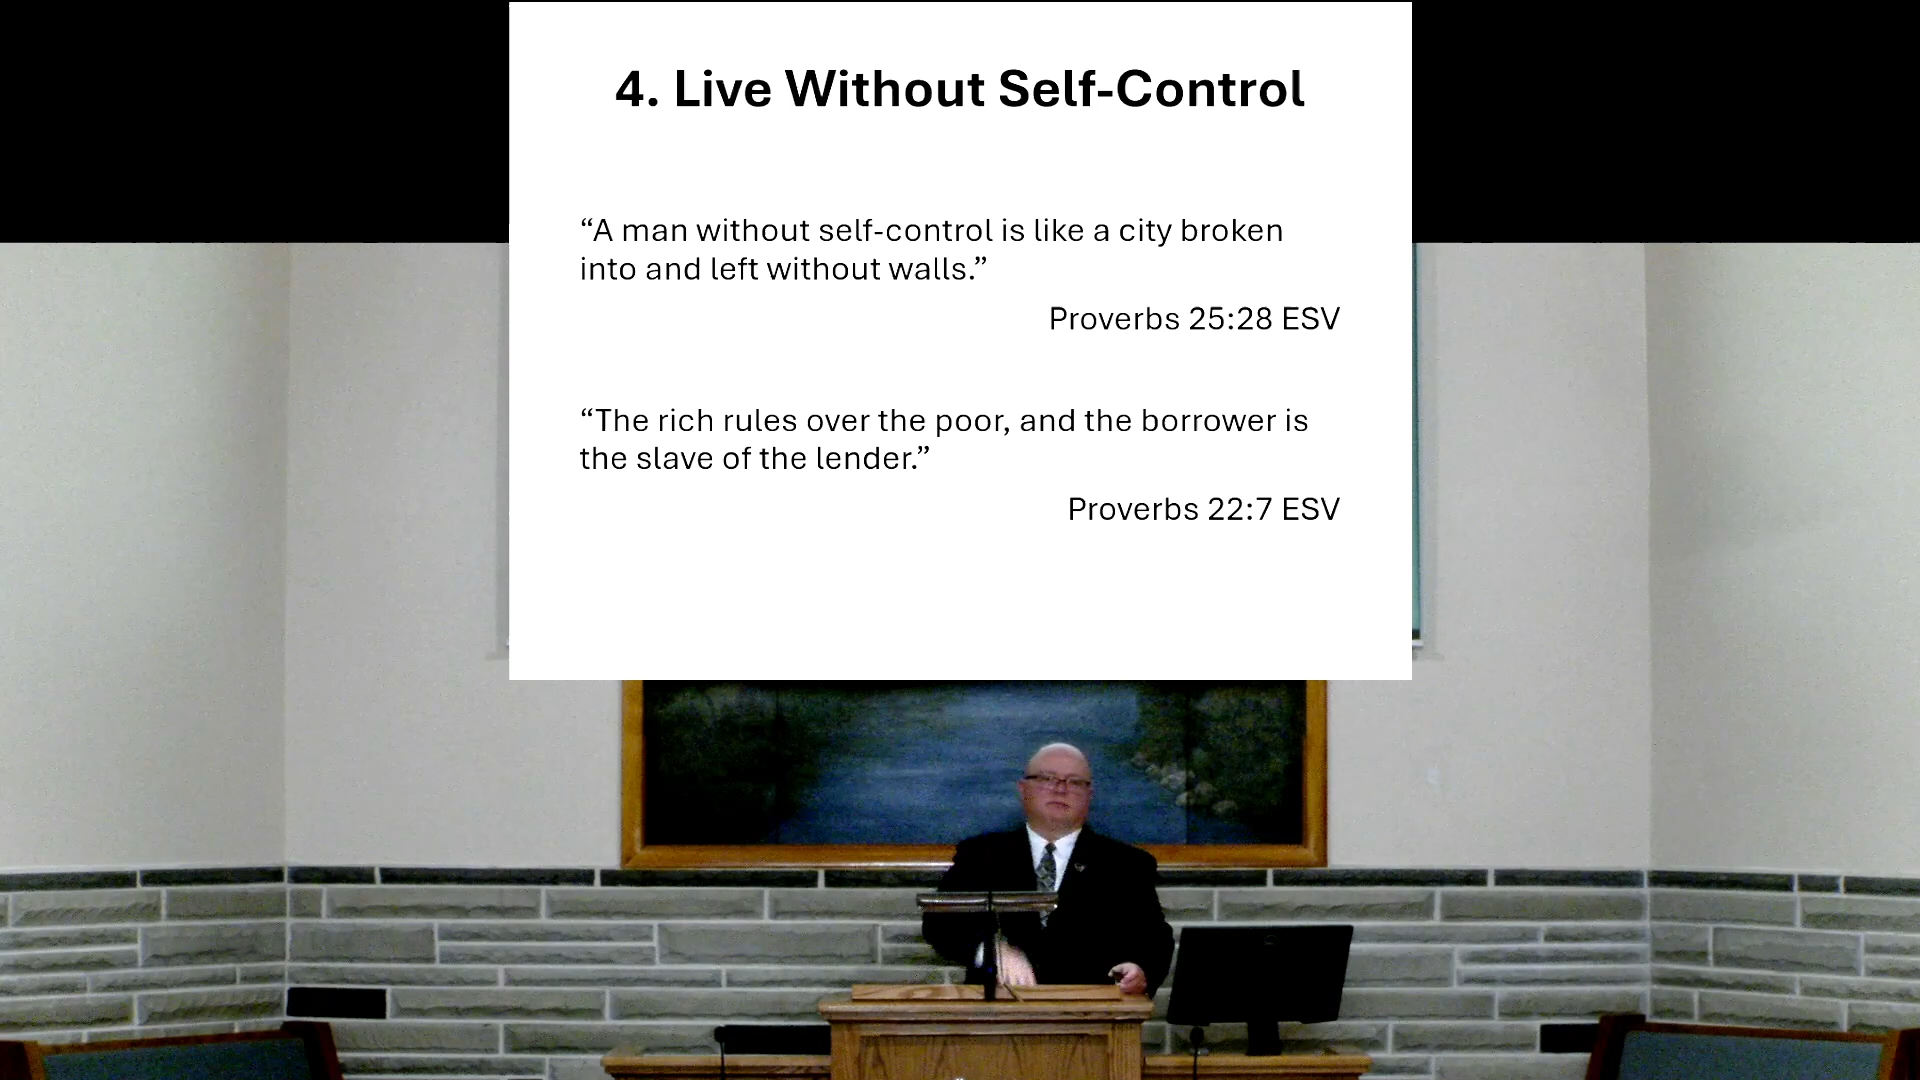 4. Live Without Self-Control
“A man without self-control is like a city broken
into and left without walls.”
Proverbs 25:28 ESV
“The rich rules over the poor, and the borrower is
the slave of the lender.”
Proverbs 22:7 ESV